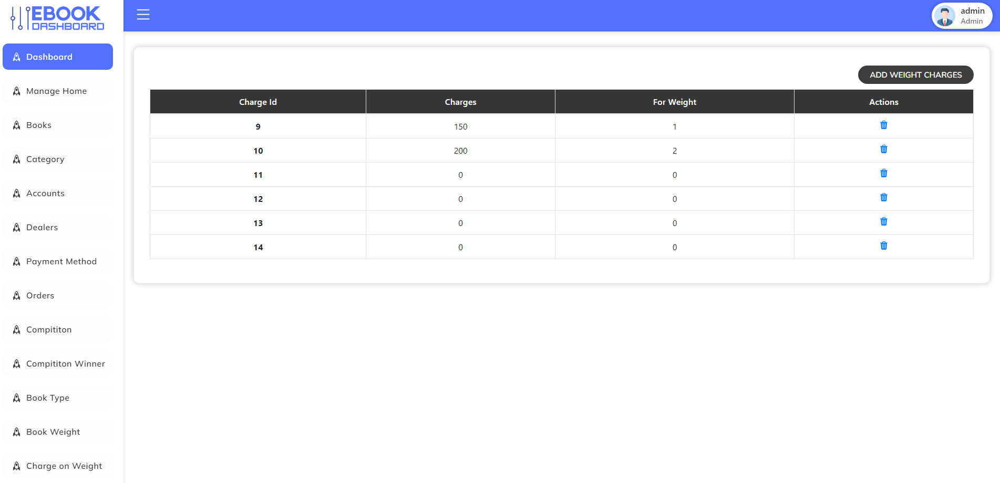 EBOOK
DASHBOARD
admin
Admin
Dashboard
Manage Home
Books
Category
Accounts
Dealers
Payment Method
Orders
Compititon
Compititon Winner
Book Type
Book Weight
Charge on Weight
ADD WEIGHT CHARGES
Charge Id Charges For Weight Actions
9 150 1
10 200 2
11 0 0
12 0 0
13 0 0
14 0 0